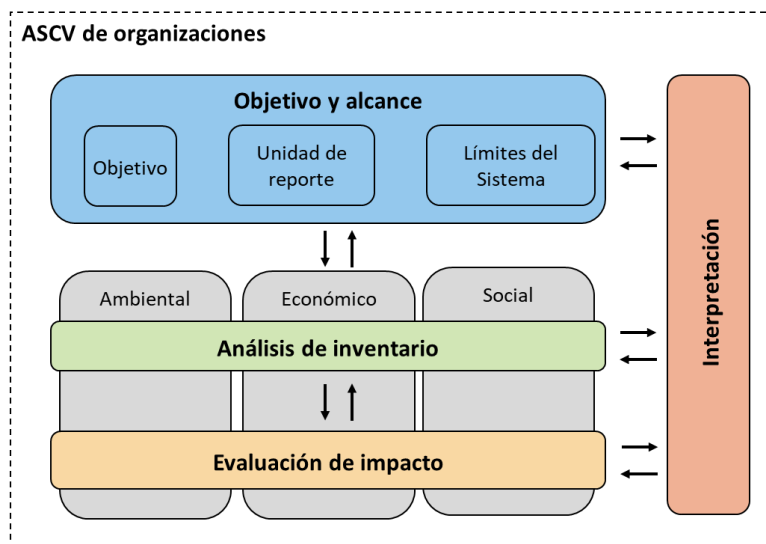 ASCV de organizaciones
Objetivo y alcance
Objetivo
Unidad de
reporte
Límites del
Sistema
Ambiental
Económico
Social
Análisis de inventario
Evaluación de impacto
Interpretación